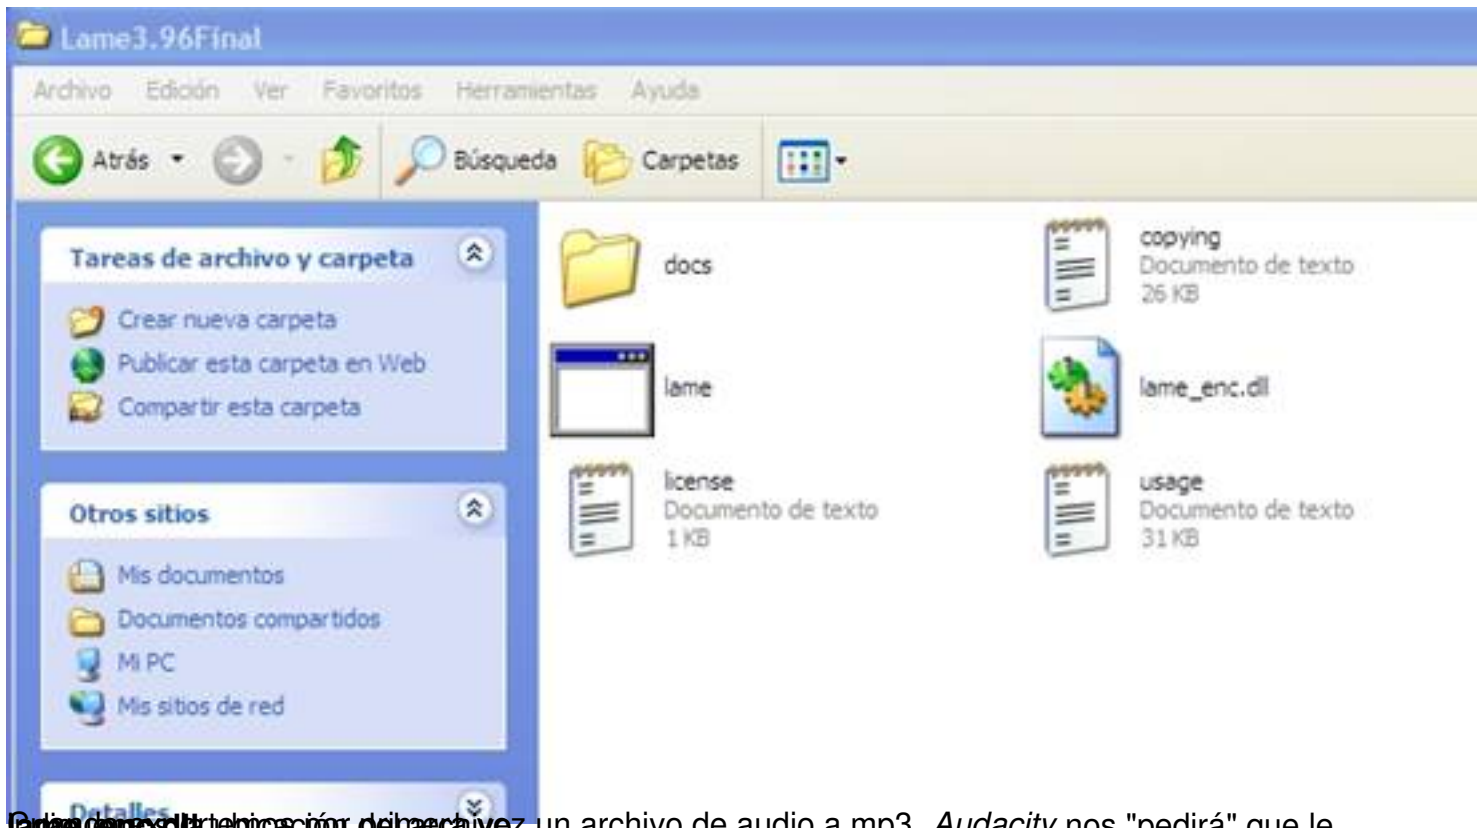 Lame3.96Final
Archivo Edición Ver Favoritos Herramientas Ayuda
Atrás Búsqueda Carpetas
Tareas de archivo y carpeta
Crear nueva carpeta
Publicar esta carpeta en Web
Compartir esta carpeta
Otros sitios
Mis documentos
Documentos compartidos
Mi PC
Mis sitios de red
Detalles
docs
copying
Documento de texto
26 KB
lame
lame_enc.dll
license
Documento de texto
1 KB
usage
Documento de texto
31 KB
un archivo de audio a mp3, Audacity nos "pedirá" que le